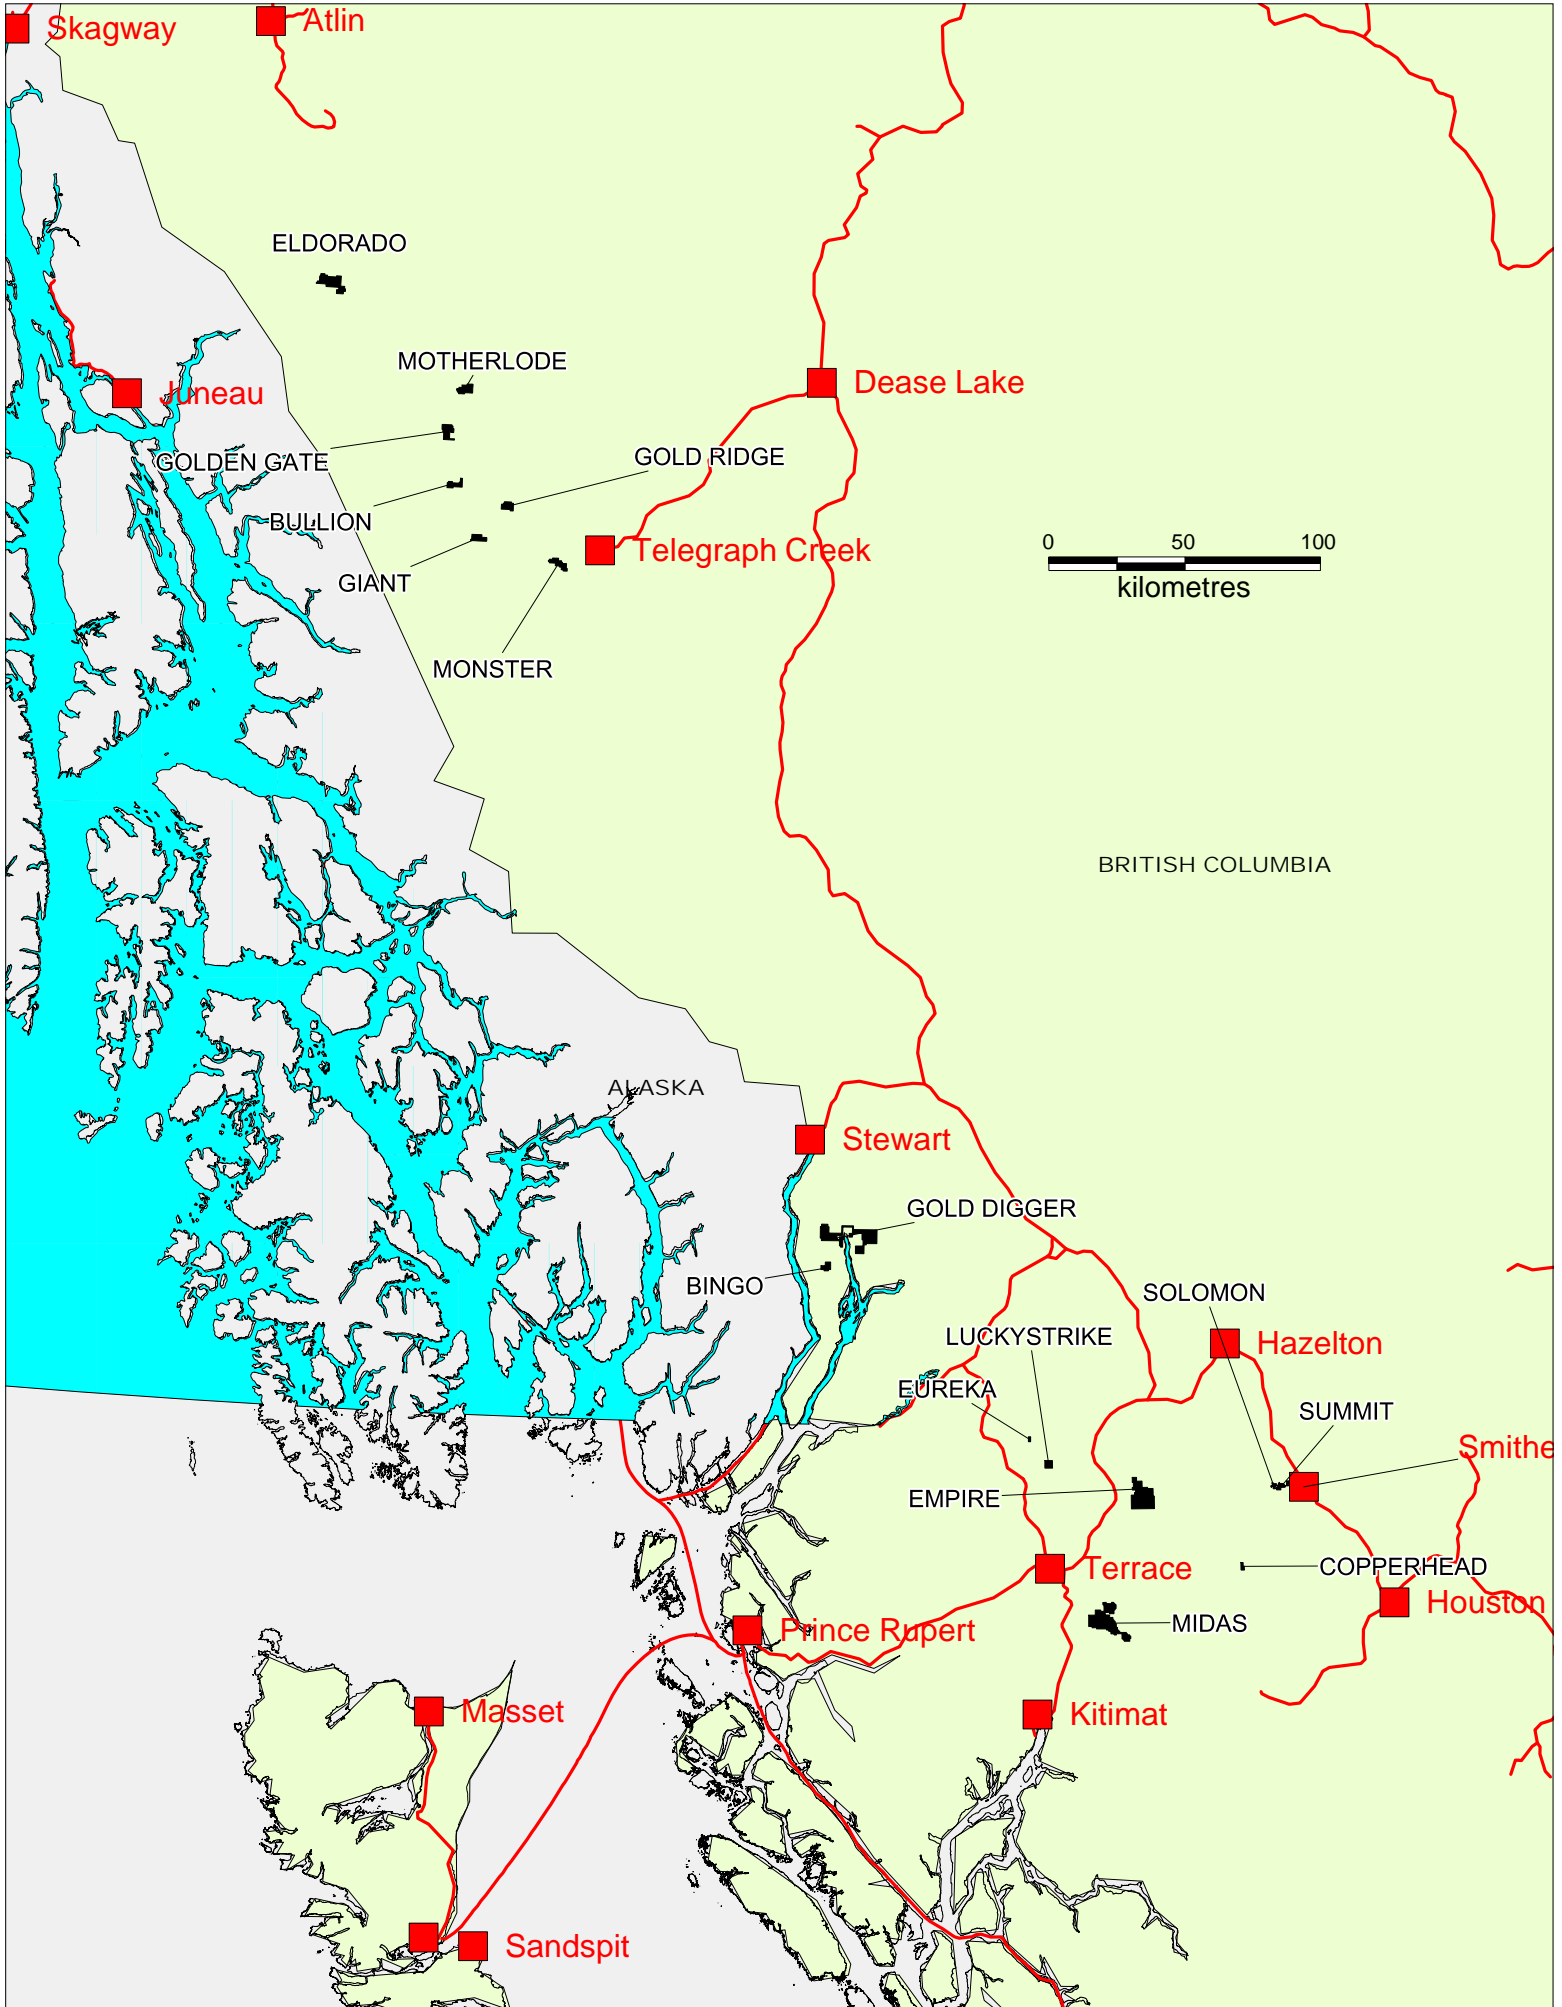 Skagway
Atlin
ELDORADO
MOTHERLODE
Juneau
Dease Lake
GOLDEN GATE
GOLD RIDGE
BULLION
Telegraph Creek
GIANT
0 50 100
kilometres
MONSTER
BRITISH COLUMBIA
ALASKA
Stewart
GOLD DIGGER
BINGO
SOLOMON
LUCKYSTRIKE
Hazelton
EUREKA
SUMMIT
Smithe
EMPIRE
Terrace
COPPERHEAD
Houston
MIDAS
Prince Rupert
Masset
Kitimat
Sandspit